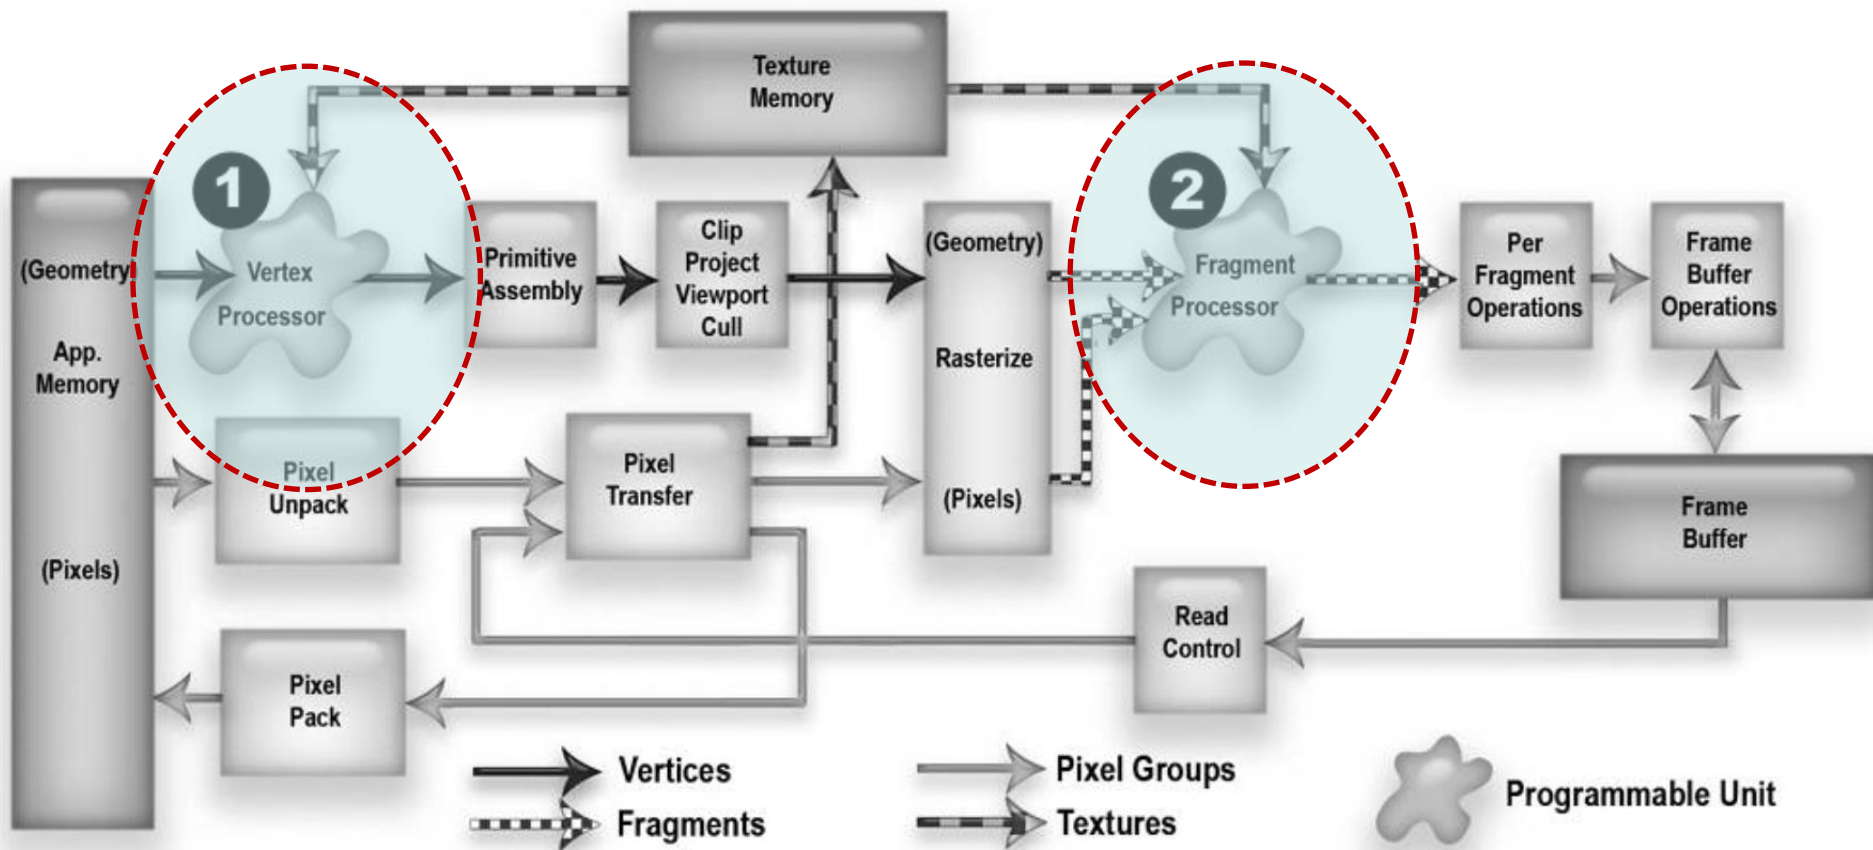 Texture
Memory
1
2
(Geometry
Vertex
Processor
Primitive
Assembly
Clip
Project
Viewport
Cull
(Geometry)
Rasterize
(Pixels)
Fragment
Processor
Per
Fragment
Operations
Frame
Buffer
Operations
App.
Memory
(Pixels)
Pixel
Unpack
Pixel
Transfer
Frame
Buffer
Read
Control
Pixel
Pack
Vertices
Fragments
Pixel Groups
Textures
Programmable Unit